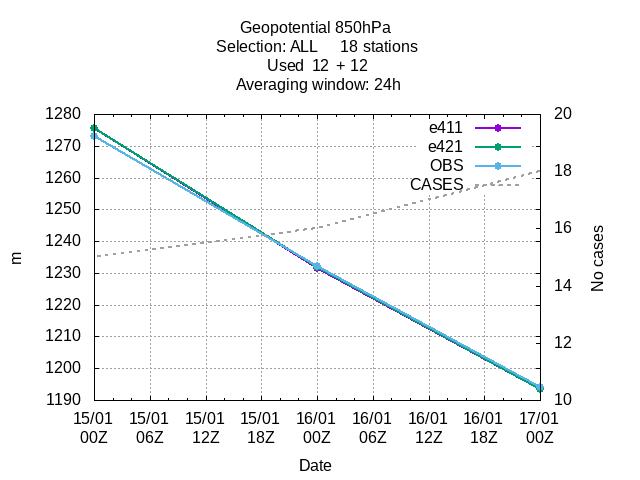 Geopotential 850hPa
Selection: ALL 18 stations
Used 12 + 12
Averaging window: 24h
1280
1270
1260
1250
1240
1230
1220
1210
1200
1190
m
20
18
16
14
12
10
No cases
e411
e421
OBS
CASES
15/01 15/01 15/01 15/01 16/01 16/01 16/01 16/01 17/01
00Z 06Z 12Z 18Z 00Z 06Z 12Z 18Z 00Z
Date